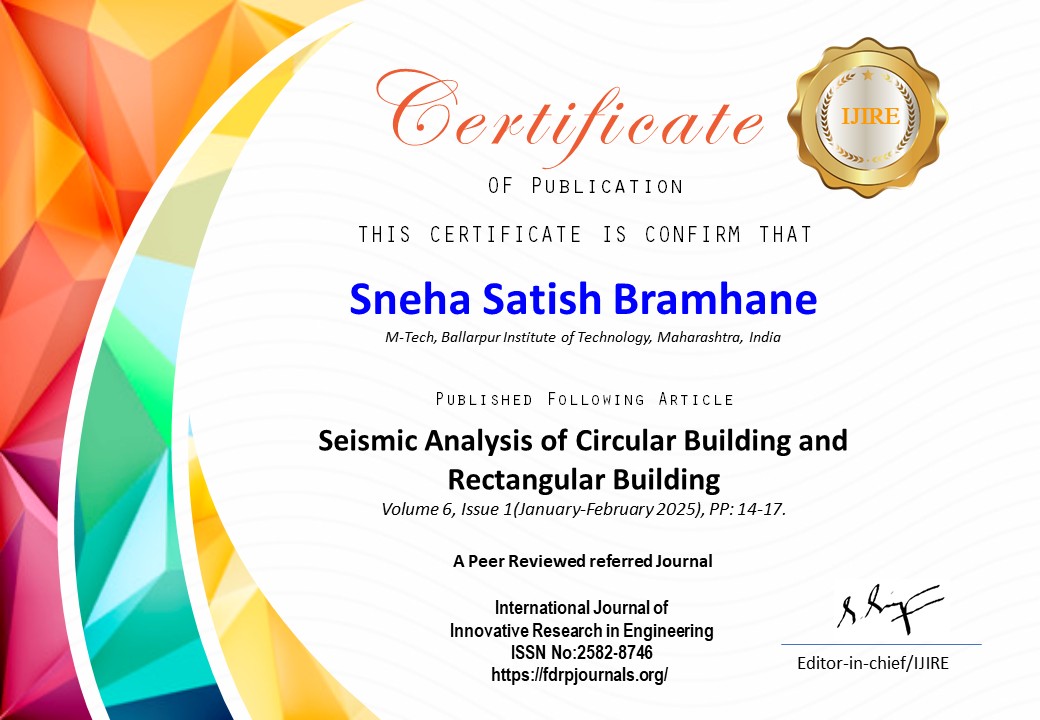 Certificate
IJIRE
OF PUBLICATION
THIS CERTIFICATE IS CONFIRM THAT
Sneha Satish Bramhane
M-Tech, Ballarpur Institute of Technology, Maharashtra, India
PUBLISHED FOLLOWING ARTICLE
Seismic Analysis of Circular Building and
Rectangular Building
Volume 6, Issue 1(January-February 2025), PP: 14-17.
A Peer Reviewed referred Journal
International Journal of
Innovative Research in Engineering
ISSN No:2582-8746
https://fdrpjournals.org/
Editor-in-chief/IJIRE